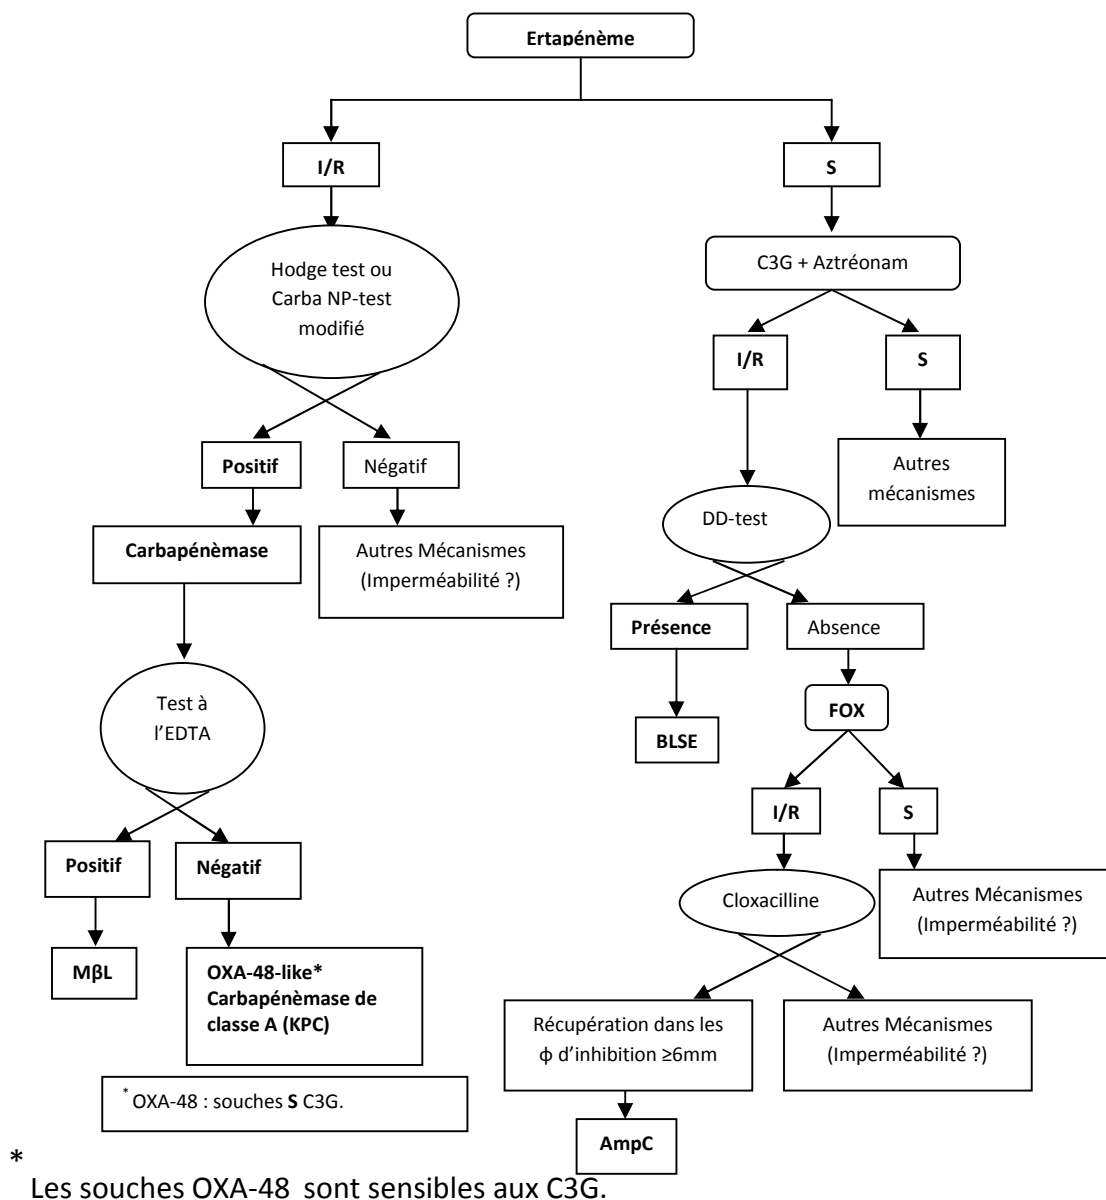 Ertapénème
I/R
S
Hodge test ou
Carba NP-test
modifié
C3G + Aztréonam
I/R
S
Positif
Négatif
Autres
mécanismes
DD-test
Carbapénèmase
Autres Mécanismes
(Imperméabilité ?)
Présence
Absence
Test à
l’EDTA
FOX
BLSE
I/R
S
Positif
Négatif
Cloxacilline
Autres Mécanismes
(Imperméabilité ?)
MβL
OXA-48-like*
Carbapénèmase de
classe A (KPC)
Récupération dans les
ϕ d’inhibition ≥6mm
Autres Mécanismes
(Imperméabilité ?)
* OXA-48 : souches S C3G.
AmpC
*
Les souches OXA-48 sont sensibles aux C3G.